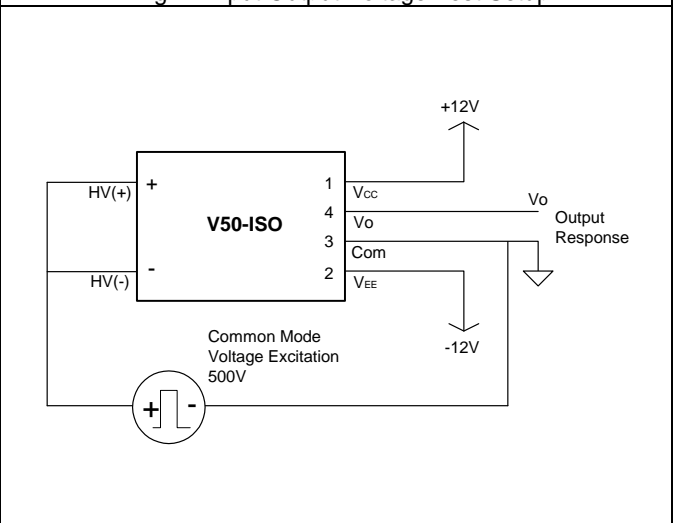 +12V
HV(+)
+
V50-ISO
1
Vcc
4
Vo
Vo
Output
Response
3
Com
-
HV(-)
2
VEE
-12V
Common Mode
Voltage Excitation
500V
+
-